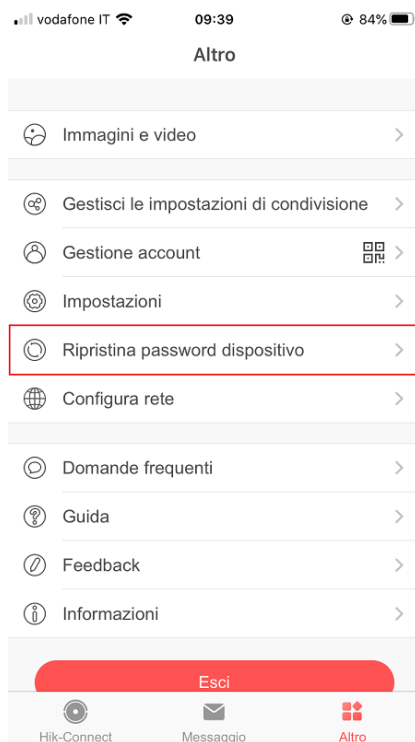 vodafone IT 09:39 84%
Altro
Immagini e video
Gestisci le impostazioni di condivisione
Gestione account
Impostazioni
Ripristina password dispositivo
Configura rete
Domande frequenti
Guida
Feedback
Informazioni
Esci
Hik-Connect Messaggio Altro